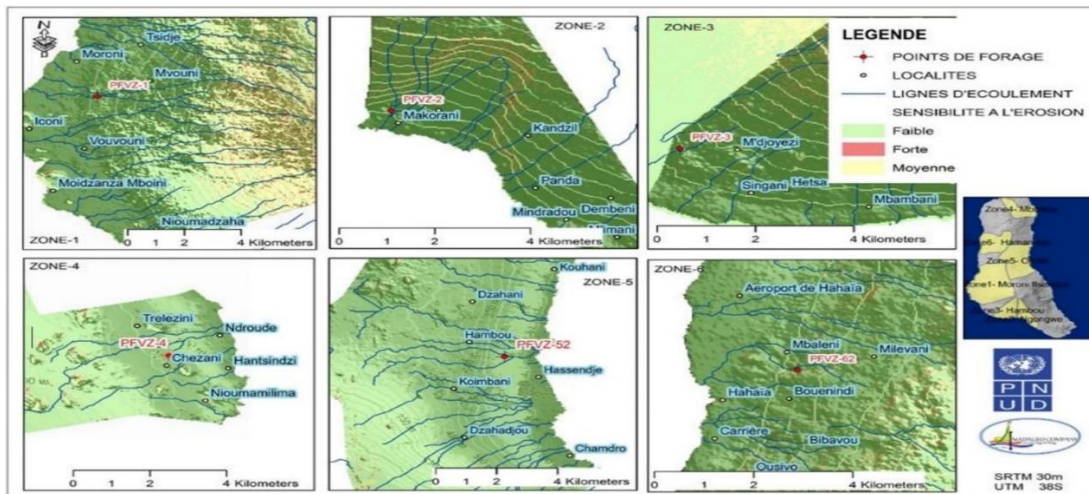 N
Tsidje
Moroni
Mvouni
PFVZ-1
Iconi
Vouvouni
Moidzanza Mboini
Nioumadzaha
ZONE-1
0 2 4 Kilometers
ZONE-2
PFVZ-2
Makorani
Kandzil
Panda
Dembeni
Mindradou
0 2 4 Kilometers
ZONE-3
PFVZ-3
M'djoyezi
Singani Hetsa
Mbambani
0 1 2 4 Kilometers
LEGENDE
POINTS DE FORAGE
LOCALITES
LIGNES D'ECOULEMENT
SENSIBILITE A L'EROSION
Faible
Forte
Moyenne
ZONE-4
Trelezini
Ndroude
PFVZ-4
Chezani
Hantsindzi
Nioumamilima
0 2 4 Kilometers
Kouhani
ZONE-5
Dzahani
Hambou
PFVZ-52
Hassendje
Koimbani
Dzahadjou
Chamdro
0 1 2 4 Kilometers
ZONE-6
Aeroport de Hahaïa
Mbaleni
Milevani
PFVZ-62
Hahaïa
Bouenindi
Carrière
Bibavou
Ousivo
0 1 2 4 Kilometers
P N
U D
SRTM 30m
UTM 38S